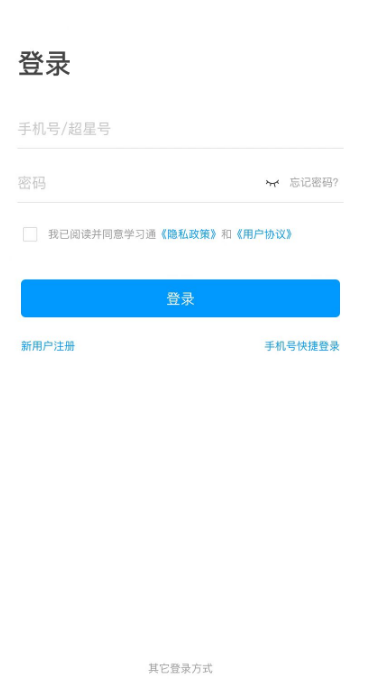 登录
手机号/超星号
密码
忘记密码?
我已阅读并同意学习通《隐私政策》和《用户协议》
登录
新用户注册
手机号快捷登录
其它登录方式